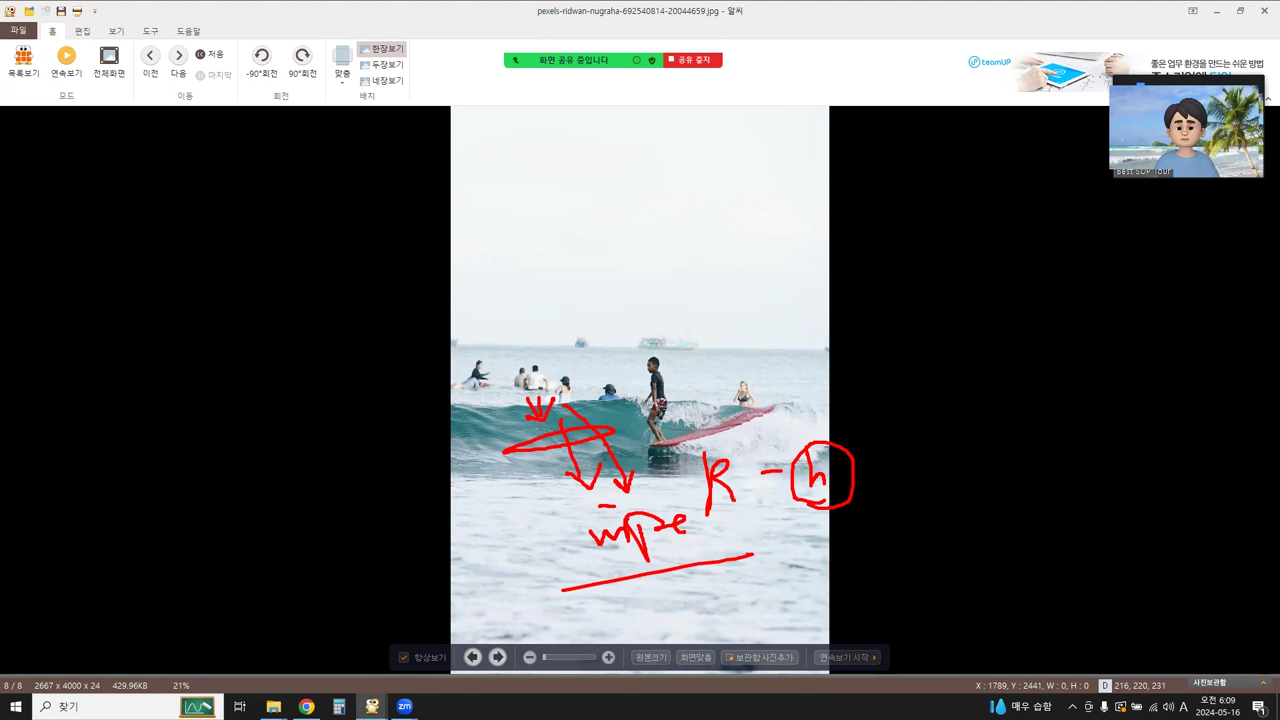 pexels-ridwan-nugraha-692540814-20044659.jpg - 알씨
파일 홈 편집 보기 도구 도움말
목록보기 연속보기 전체화면 이전 다음 처음 마지막 -90°회전 90°회전 맞춤 한장보기 두장보기 네장보기
모드 이동 회전 배치
화면 공유 중입니다 공유 중지
teamUP 좋은 업무 환경을 만드는 쉬운 방법
Best SDP Tour
R - h
wipe
항상보기 원본크기 화면맞춤 보관함 사진추가 연속보기 시작
8 / 8 2667 x 4000 x 24 429.96KB 21% X : 1789, Y : 2441, W : 0, H : 0 D 216, 220, 231 사진보관함
찾기 zm 매우 습함 A 오전 6:09
2024-05-16